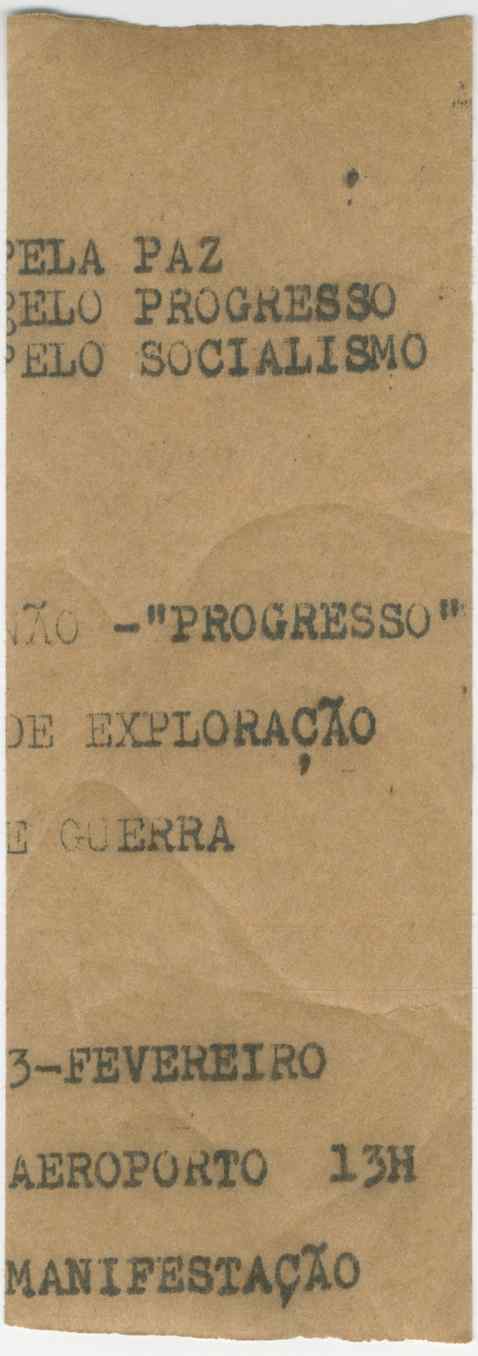 PELA PAZ
PELO PROGRESSO
PELO SOCIALISMO
NÃO -"PROGRESSO"
DE EXPLORAÇÃO
E GUERRA
3-FEVEREIRO
AEROPORTO 13H
MANIFESTAÇÃO